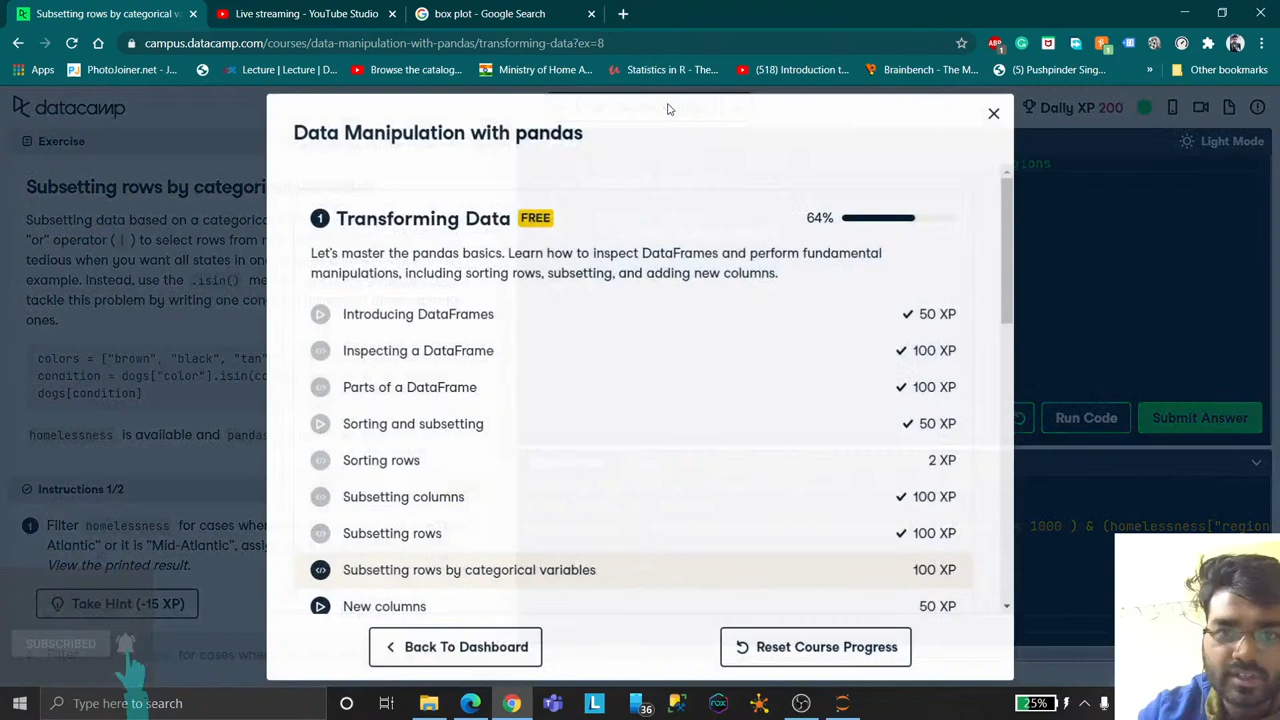 Subsetting rows by categorical v
Live streaming - YouTube Studio
box plot - Google Search
campus.datacamp.com/courses/data-manipulation-with-pandas/transforming-data?ex=8
Apps
PhotoJoiner.net - J...
Lecture | Lecture | D...
Browse the catalog...
Ministry of Home A...
Statistics in R - The...
(518) Introduction t...
Brainbench - The M...
(5) Pushpinder Sing...
Other bookmarks
datacamp
Daily XP 200
Exercise
Light Mode
Subsetting rows by categorical
Subsetting data based on a categorical
"or" operator ( | ) to select rows from
tedious when you want all states in one
example. Instead, use the .isin()
tackle this problem by writing one
ones.
colors = ["brown", "black", "tan"
condition = dogs["color"].isin(
dogs[condition]
homelessness is available and
Instructions 1/2
1
Filter homelessness for cases
Atlantic" or it is "Mid-Atlantic",
View the printed result.
Take Hint (-15 XP)
SUBSCRIBED
Data Manipulation with pandas
1 Transforming Data FREE
64%
Let's master the pandas basics. Learn how to inspect DataFrames and perform fundamental
manipulations, including sorting rows, subsetting, and adding new columns.
Introducing DataFrames 50 XP
Inspecting a DataFrame 100 XP
Parts of a DataFrame 100 XP
Sorting and subsetting 50 XP
Sorting rows 2 XP
Subsetting columns 100 XP
Subsetting rows 100 XP
Subsetting rows by categorical variables 100 XP
New columns 50 XP
Back To Dashboard
Reset Course Progress
Run Code
Submit Answer
1000 ) & (homelessness["region
Type here to search
36
25%